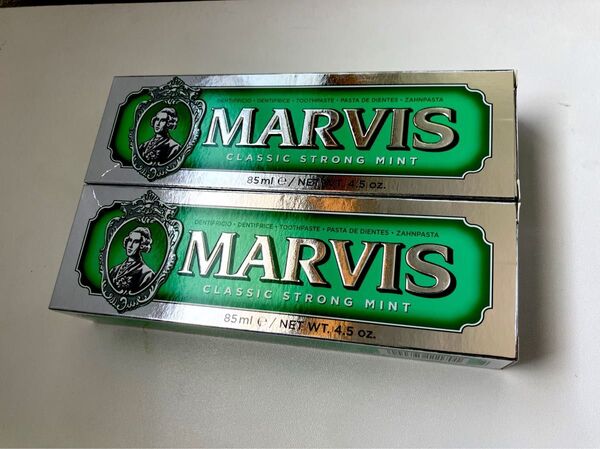 DENTIFRICIO • DENTIFRICE • TOOTHPASTE • PASTA DE DIENTES • ZAHNPASTA
MARVIS
CLASSIC STRONG MINT
85ml ℮ / NET WT. 4.5 oz.
DENTIFRICIO • DENTIFRICE • TOOTHPASTE • PASTA DE DIENTES • ZAHNPASTA
MARVIS
CLASSIC STRONG MINT
85ml ℮ / NET WT. 4.5 oz.